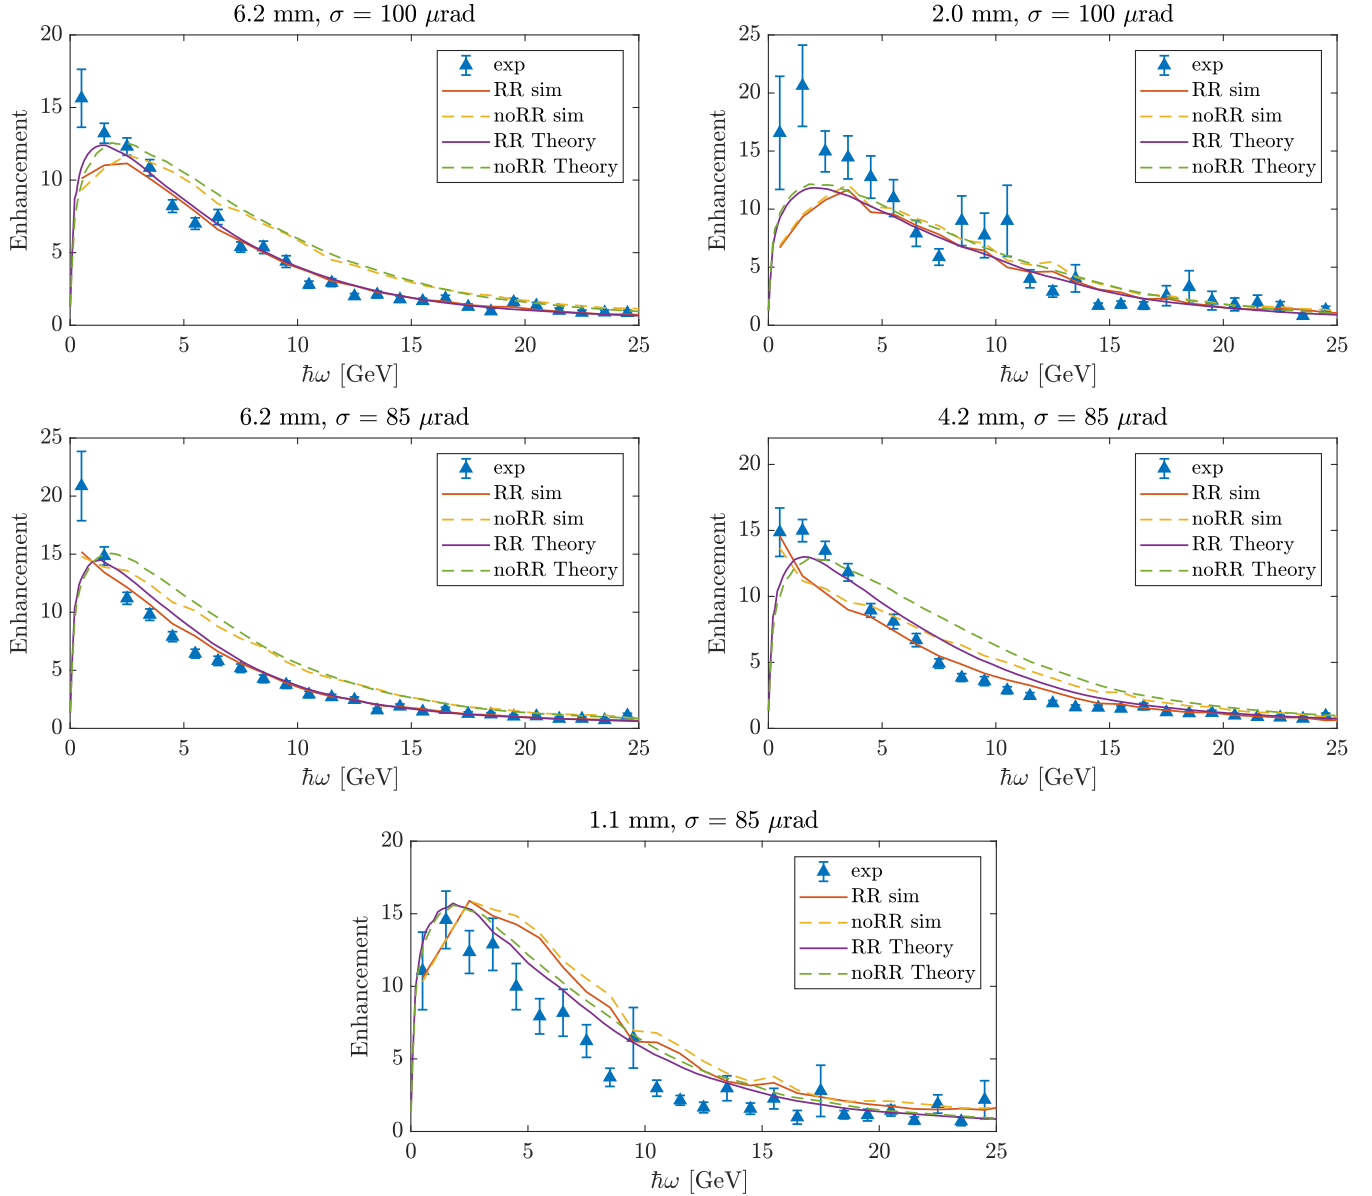 6.2 mm, σ = 100 μrad
Enhancement
20
15
10
5
0
0 5 10 15 20 25
ħω [GeV]
exp
RR sim
noRR sim
RR Theory
noRR Theory
2.0 mm, σ = 100 μrad
Enhancement
25
20
15
10
5
0
0 5 10 15 20 25
ħω [GeV]
exp
RR sim
noRR sim
RR Theory
noRR Theory
6.2 mm, σ = 85 μrad
Enhancement
25
20
15
10
5
0
0 5 10 15 20 25
ħω [GeV]
exp
RR sim
noRR sim
RR Theory
noRR Theory
4.2 mm, σ = 85 μrad
Enhancement
20
15
10
5
0
0 5 10 15 20 25
ħω [GeV]
exp
RR sim
noRR sim
RR Theory
noRR Theory
1.1 mm, σ = 85 μrad
Enhancement
20
15
10
5
0
0 5 10 15 20 25
ħω [GeV]
exp
RR sim
noRR sim
RR Theory
noRR Theory